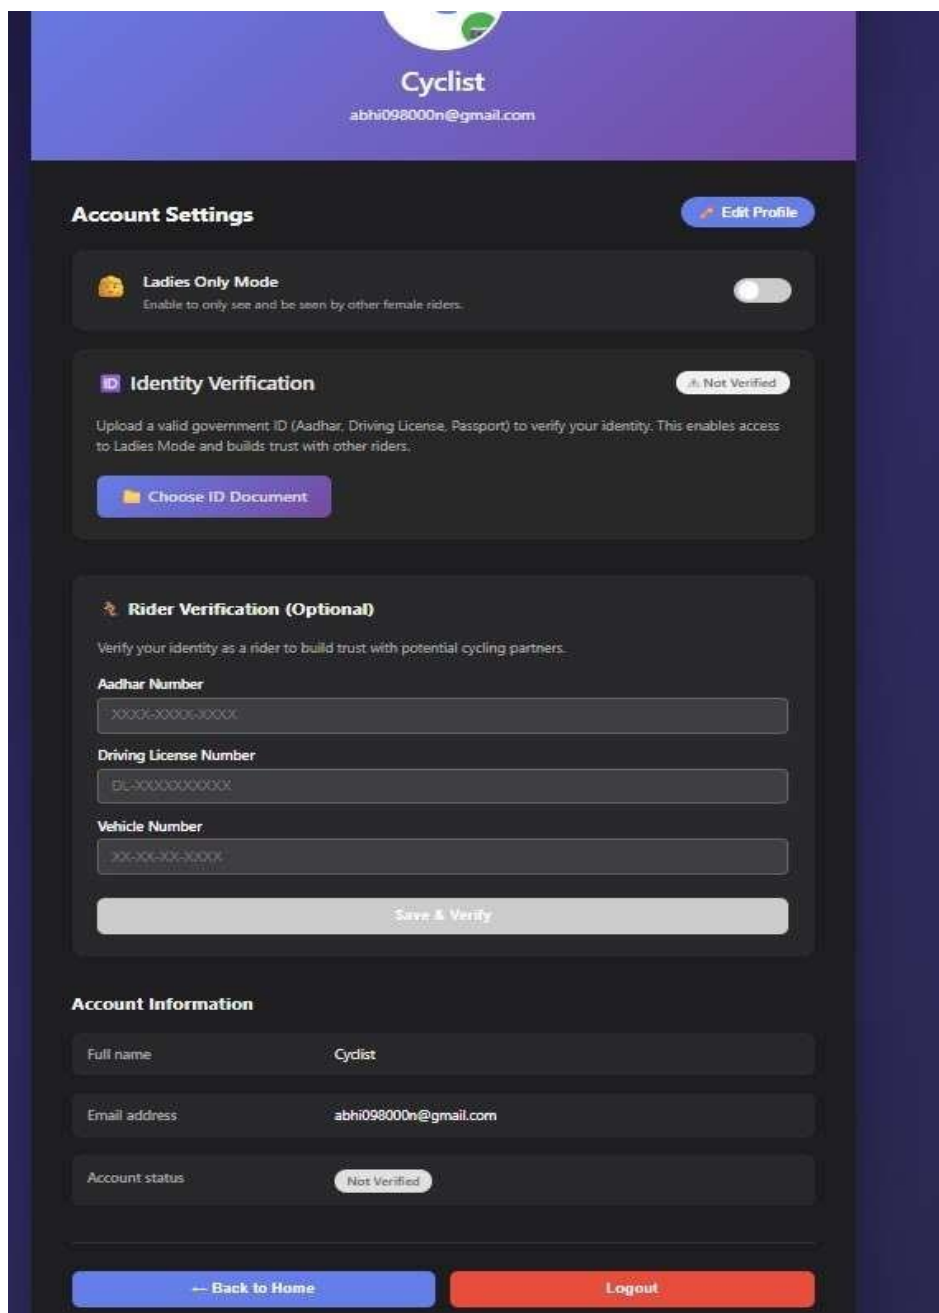 Cyclist
abhi098000n@gmail.com
Account Settings
Edit Profile
Ladies Only Mode
Enable to only see and be seen by other female riders.
ID Identity Verification
⚠ Not Verified
Upload a valid government ID (Aadhar, Driving License, Passport) to verify your identity. This enables access
to Ladies Mode and builds trust with other riders.
Choose ID Document
Rider Verification (Optional)
Verify your identity as a rider to build trust with potential cycling partners.
Aadhar Number
XXXX-XXXX-XXXX
Driving License Number
DL-XXXXXXXXXX
Vehicle Number
XX-XX-XX-XXXX
Save & Verify
Account Information
Full name Cyclist
Email address abhi098000n@gmail.com
Account status Not Verified
← Back to Home Logout